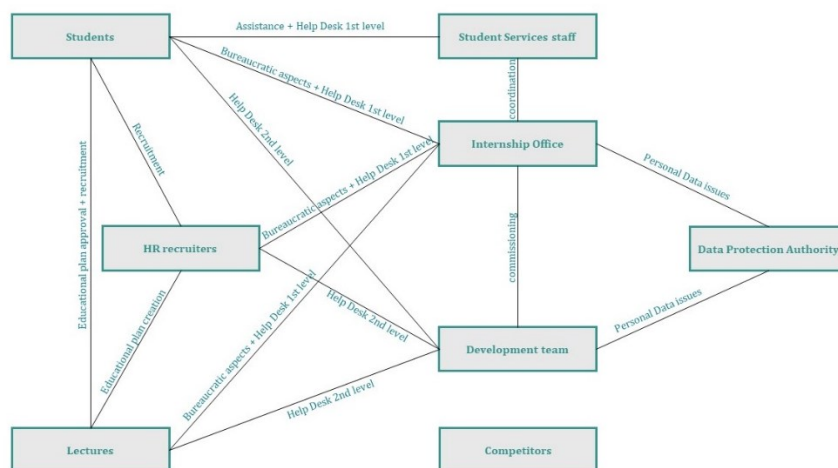 Students
Assistance + Help Desk 1st level
Student Services staff
Bureaucratic aspects + Help Desk 1st level
coordination
Help Desk 2nd level
Internship Office
Recruitment
Personal Data issues
Bureaucratic aspects + Help Desk 1st level
Educational plan approval + recruitment
HR recruiters
commissioning
Data Protection Authority
Educational plan creation
Bureaucratic aspects + Help Desk 1st level
Help Desk 2nd level
Personal Data issues
Development team
Help Desk 2nd level
Lectures
Competitors